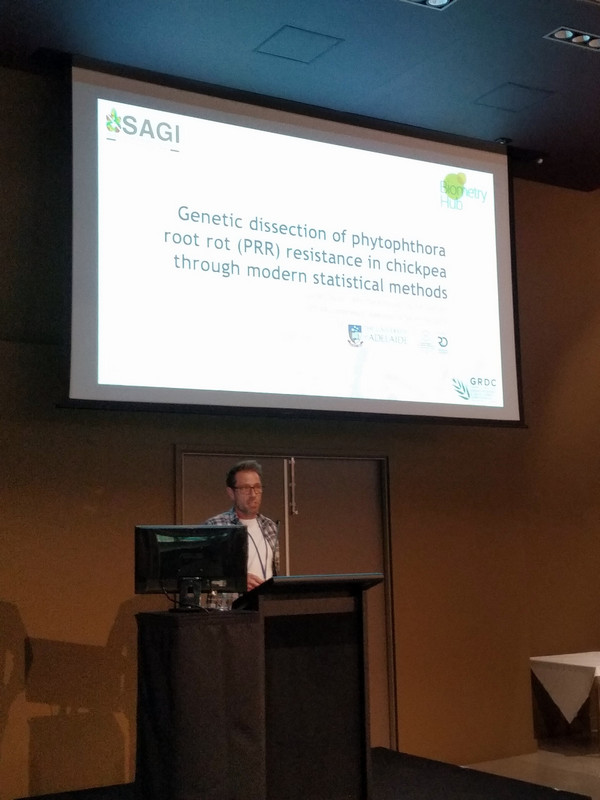 SAGI
Biometry
Hub
Genetic dissection of phytophthora
root rot (PRR) resistance in chickpea
through modern statistical methods
ADELAIDE
GRDC